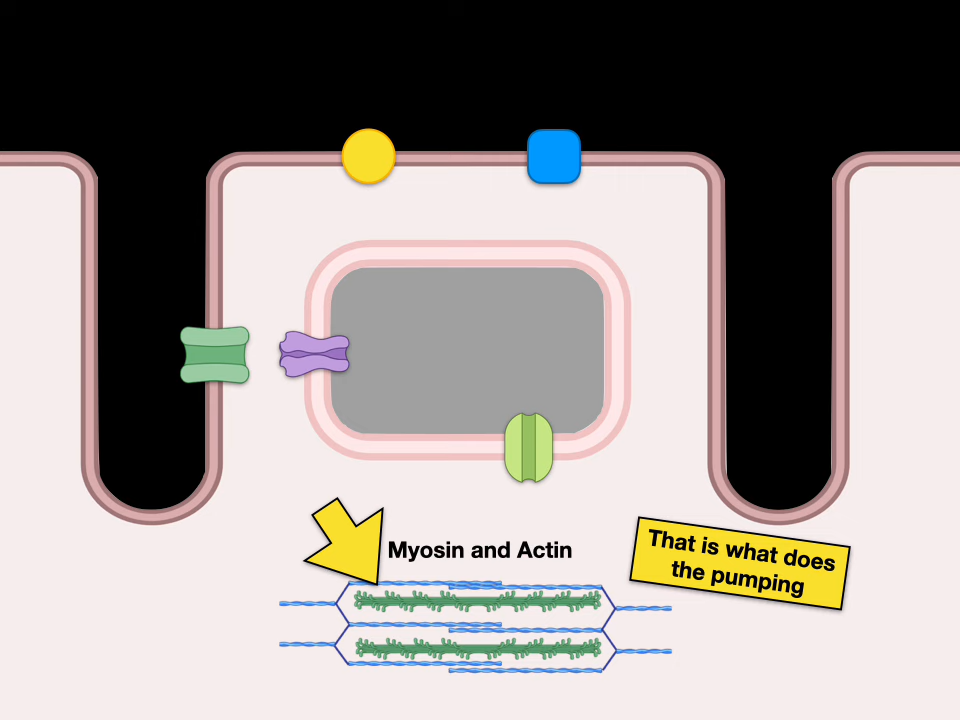 Myosin and Actin
That is what does
the pumping